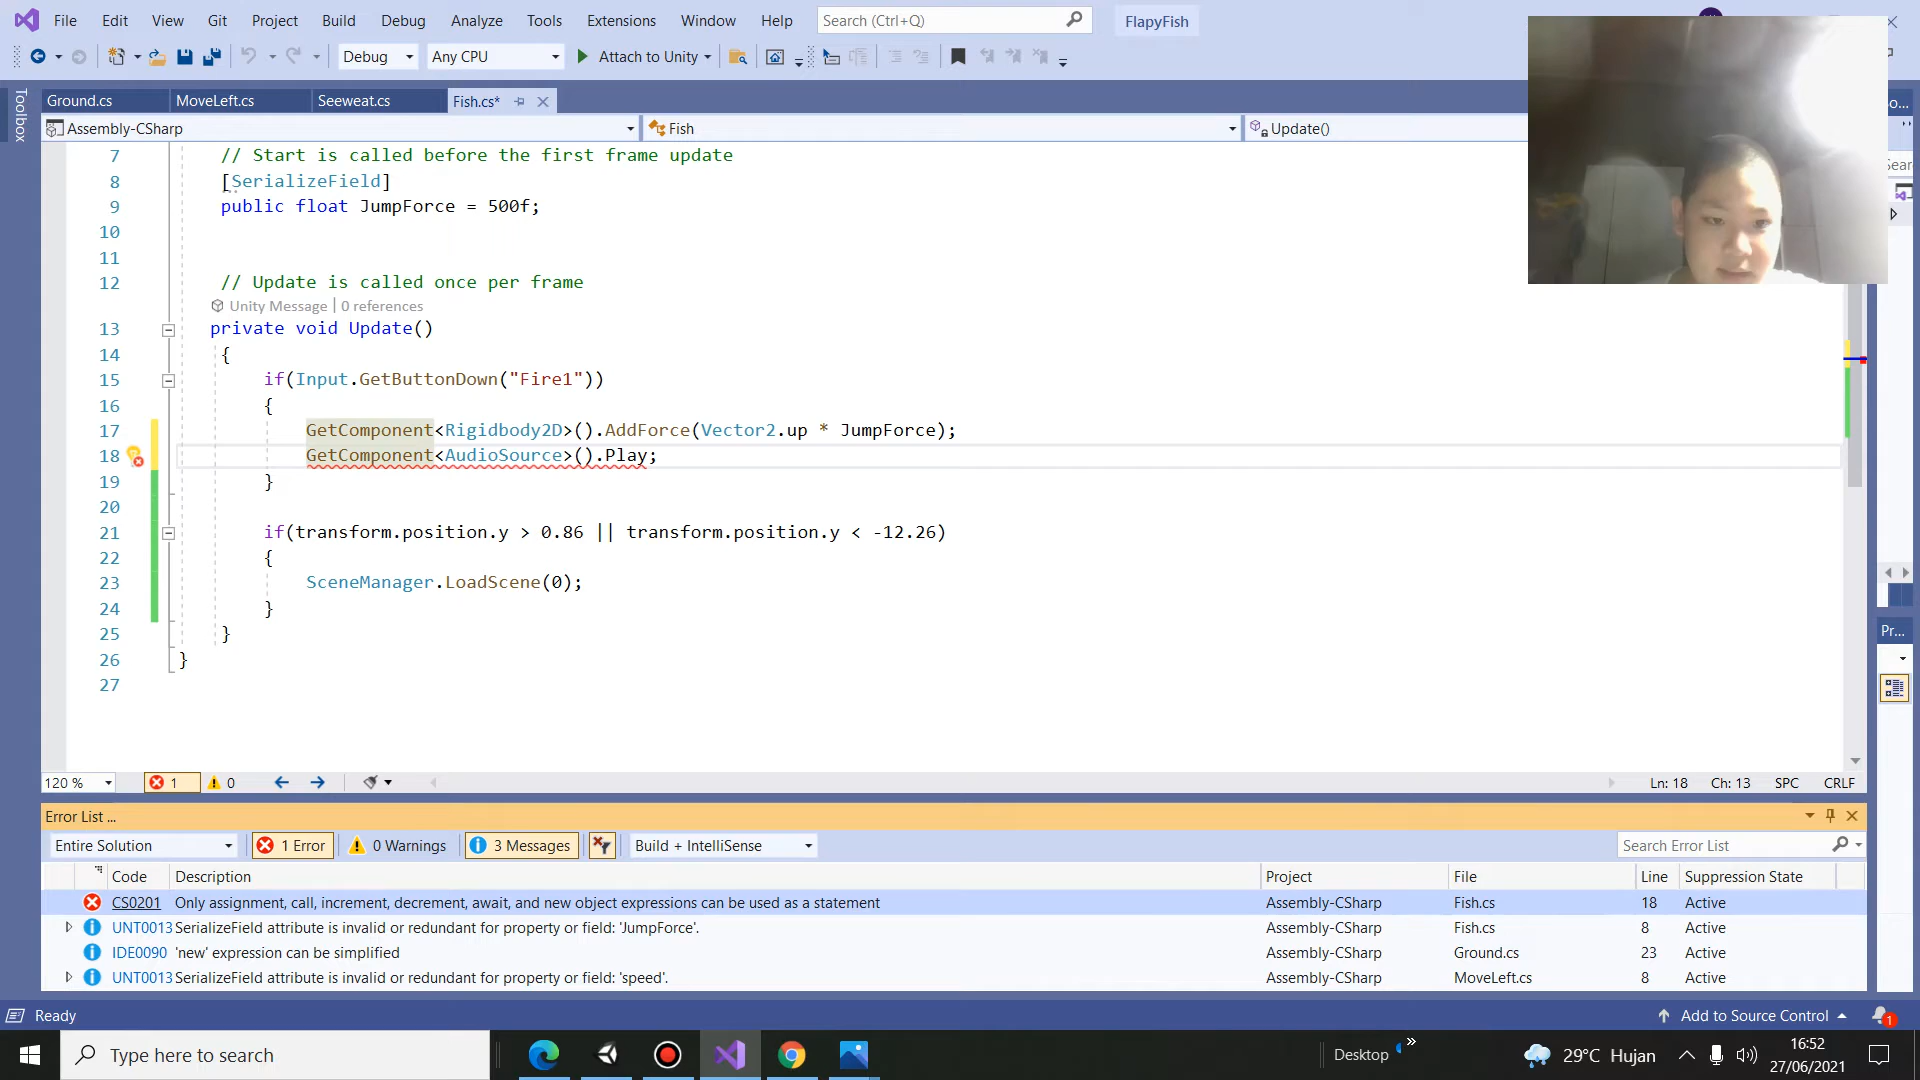 File Edit View Git Project Build Debug Analyze Tools Extensions Window Help Search (Ctrl+Q) FlapyFish
Debug Any CPU Attach to Unity
Toolbox
Ground.cs MoveLeft.cs Seeweat.cs Fish.cs*
Assembly-CSharp Fish Update()
7 // Start is called before the first frame update
8 [SerializeField]
9 public float JumpForce = 500f;
10
11
12 // Update is called once per frame
Unity Message | 0 references
13 private void Update()
14 {
15 if(Input.GetButtonDown("Fire1"))
16 {
17 GetComponent<Rigidbody2D>().AddForce(Vector2.up * JumpForce);
18 GetComponent<AudioSource>().Play;
19 }
20
21 if(transform.position.y > 0.86 || transform.position.y < -12.26)
22 {
23 SceneManager.LoadScene(0);
24 }
25 }
26 }
27
Pr...
120 % 1 0 Ln: 18 Ch: 13 SPC CRLF
Error List ...
Entire Solution 1 Error 0 Warnings 3 Messages Build + IntelliSense Search Error List
Code Description Project File Line Suppression State
CS0201 Only assignment, call, increment, decrement, await, and new object expressions can be used as a statement Assembly-CSharp Fish.cs 18 Active
UNT0013 SerializeField attribute is invalid or redundant for property or field: 'JumpForce'. Assembly-CSharp Fish.cs 8 Active
IDE0090 'new' expression can be simplified Assembly-CSharp Ground.cs 23 Active
UNT0013 SerializeField attribute is invalid or redundant for property or field: 'speed'. Assembly-CSharp MoveLeft.cs 8 Active
Ready Add to Source Control 1
Type here to search Desktop 29°C Hujan 16:52
27/06/2021